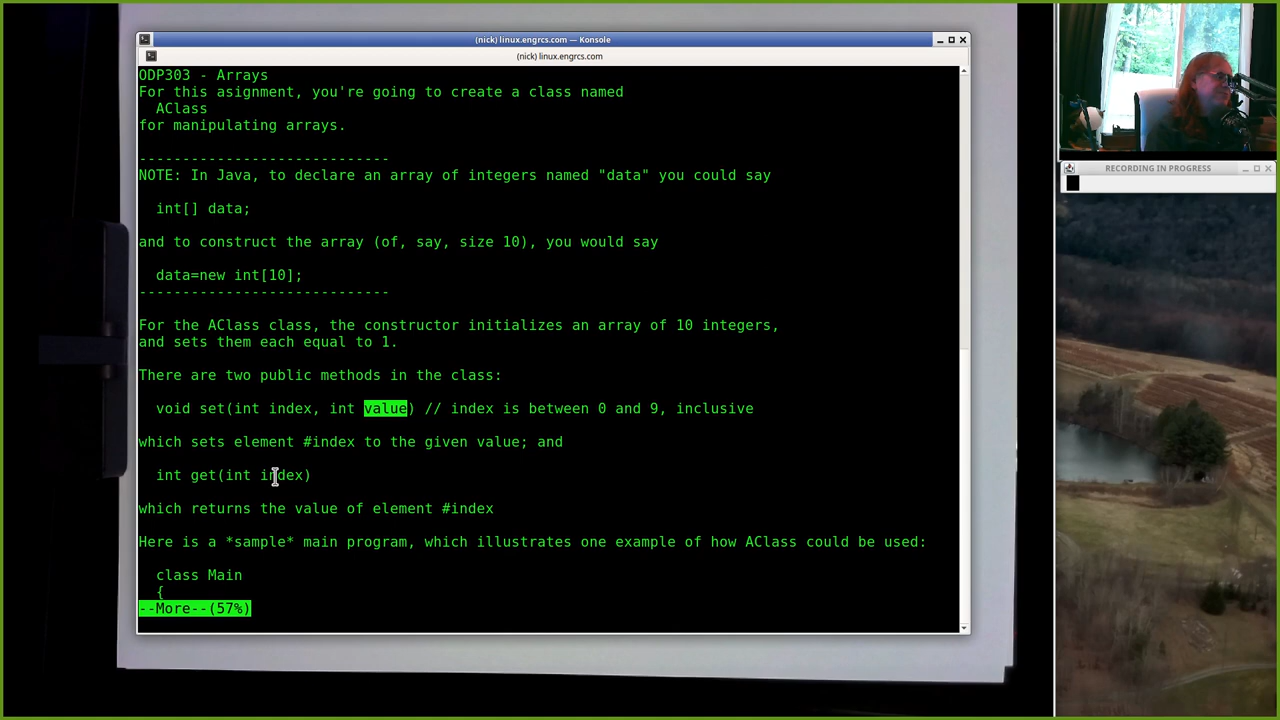 (nick) linux.engrcs.com — Konsole
(nick) linux.engrcs.com
ODP303 - Arrays
For this asignment, you're going to create a class named
AClass
for manipulating arrays.
-----------------------------
NOTE: In Java, to declare an array of integers named "data" you could say
int[] data;
and to construct the array (of, say, size 10), you would say
data=new int[10];
-----------------------------
For the AClass class, the constructor initializes an array of 10 integers,
and sets them each equal to 1.
There are two public methods in the class:
void set(int index, int value) // index is between 0 and 9, inclusive
which sets element #index to the given value; and
int get(int index)
which returns the value of element #index
Here is a *sample* main program, which illustrates one example of how AClass could be used:
class Main
{
--More--(57%)
RECORDING IN PROGRESS